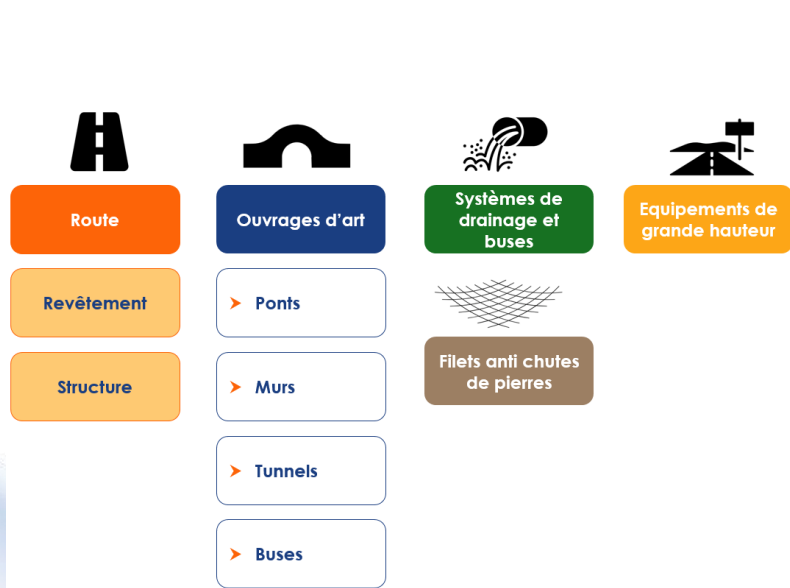 Route
Revêtement
Structure
Ouvrages d’art
Ponts
Murs
Tunnels
Buses
Systèmes de
drainage et
buses
Filets anti chutes
de pierres
Equipements de
grande hauteur